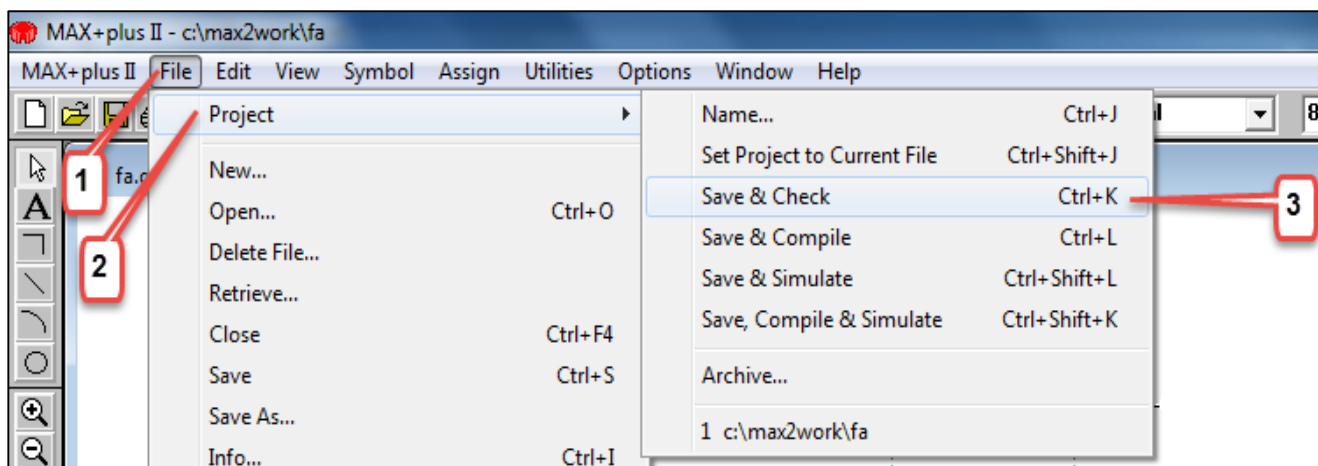 MAX+plus II - c:\max2work\fa
MAX+plus II File Edit View Symbol Assign Utilities Options Window Help
8
1
2
3
fa.
Project
New...
Open... Ctrl+O
Delete File...
Retrieve...
Close Ctrl+F4
Save Ctrl+S
Save As...
Info... Ctrl+I
Name... Ctrl+J
Set Project to Current File Ctrl+Shift+J
Save & Check Ctrl+K
Save & Compile Ctrl+L
Save & Simulate Ctrl+Shift+L
Save, Compile & Simulate Ctrl+Shift+K
Archive...
1 c:\max2work\fa
A